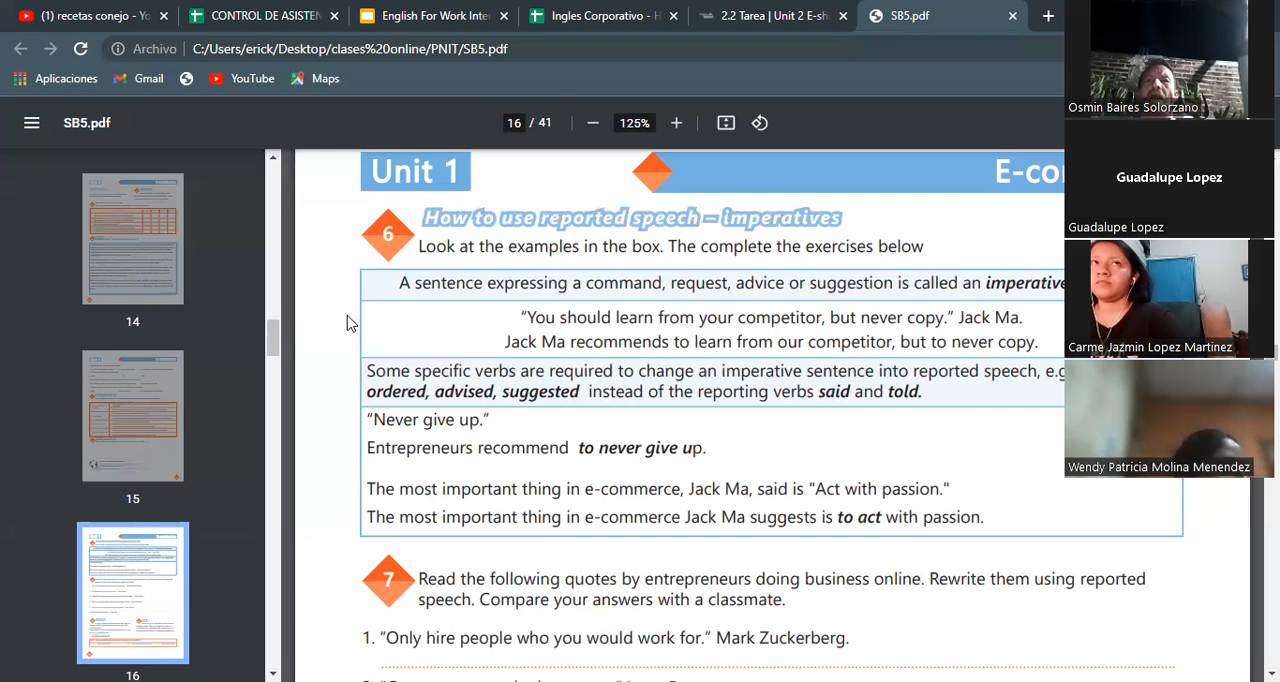 (1) recetas conejo - Yo
CONTROL DE ASISTEN
English For Work Inter
Ingles Corporativo - H
2.2 Tarea | Unit 2 E-sh
SB5.pdf
Archivo
C:/Users/erick/Desktop/clases%20online/PNIT/SB5.pdf
Aplicaciones
Gmail
YouTube
Maps
SB5.pdf
16 / 41
125%
14
15
16
Unit 1
E-co
6
How to use reported speech – imperatives
Look at the examples in the box. The complete the exercises below
A sentence expressing a command, request, advice or suggestion is called an imperative
“You should learn from your competitor, but never copy.” Jack Ma.
Jack Ma recommends to learn from our competitor, but to never copy.
Some specific verbs are required to change an imperative sentence into reported speech, e.g
ordered, advised, suggested instead of the reporting verbs said and told.
“Never give up.”
Entrepreneurs recommend to never give up.
The most important thing in e-commerce, Jack Ma, said is "Act with passion."
The most important thing in e-commerce Jack Ma suggests is to act with passion.
7
Read the following quotes by entrepreneurs doing business online. Rewrite them using reported
speech. Compare your answers with a classmate.
1. “Only hire people who you would work for.” Mark Zuckerberg.
Osmin Baires Solorzano
Guadalupe Lopez
Guadalupe Lopez
Carme Jazmin Lopez Martinez
Wendy Patricia Molina Menendez